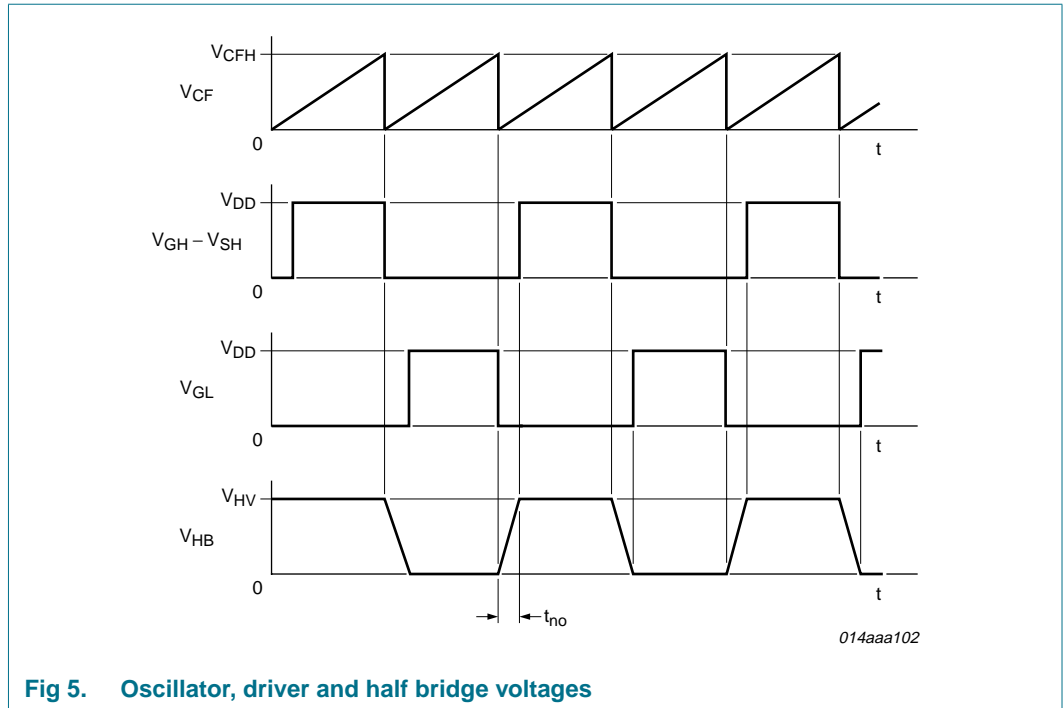 VCFH
VCF
0
t
VDD
VGH − VSH
0
t
VDD
VGL
0
t
VHV
VHB
0
t
tno
014aaa102
Fig 5. Oscillator, driver and half bridge voltages